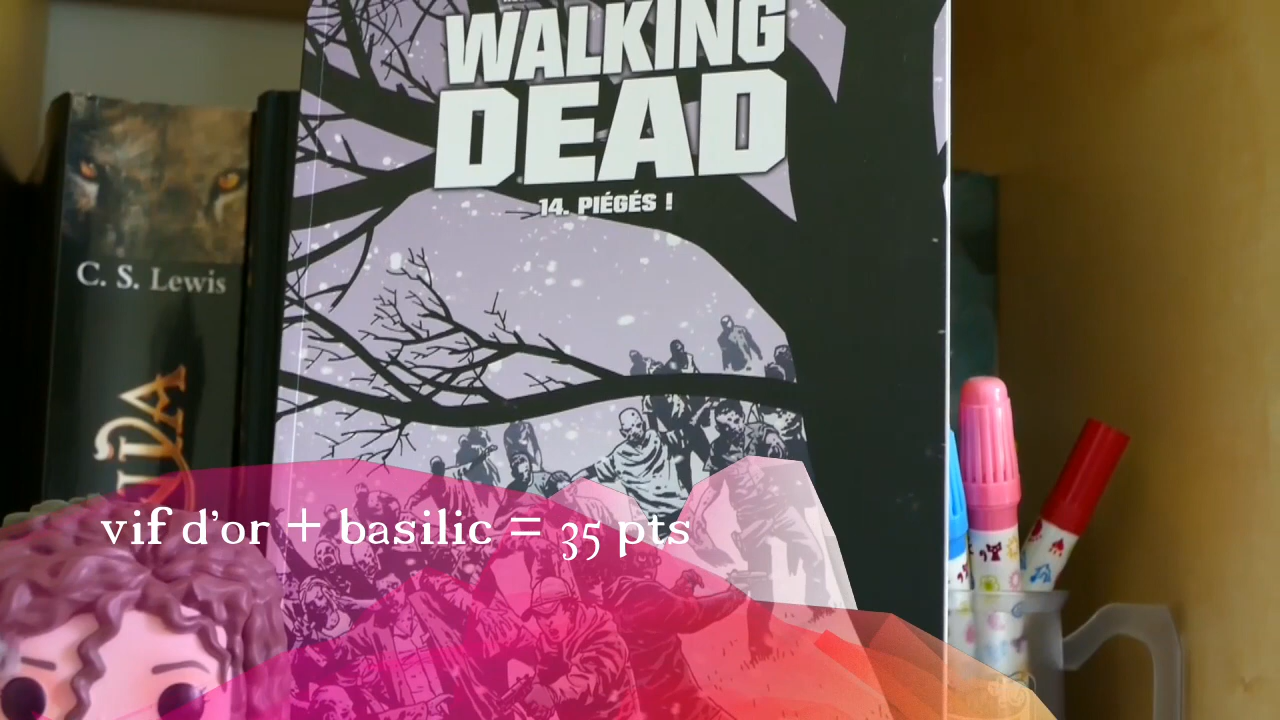 WALKING
DEAD
14. PIÉGÉS !
C. S. Lewis
vif d'or + basilic = 35 pts